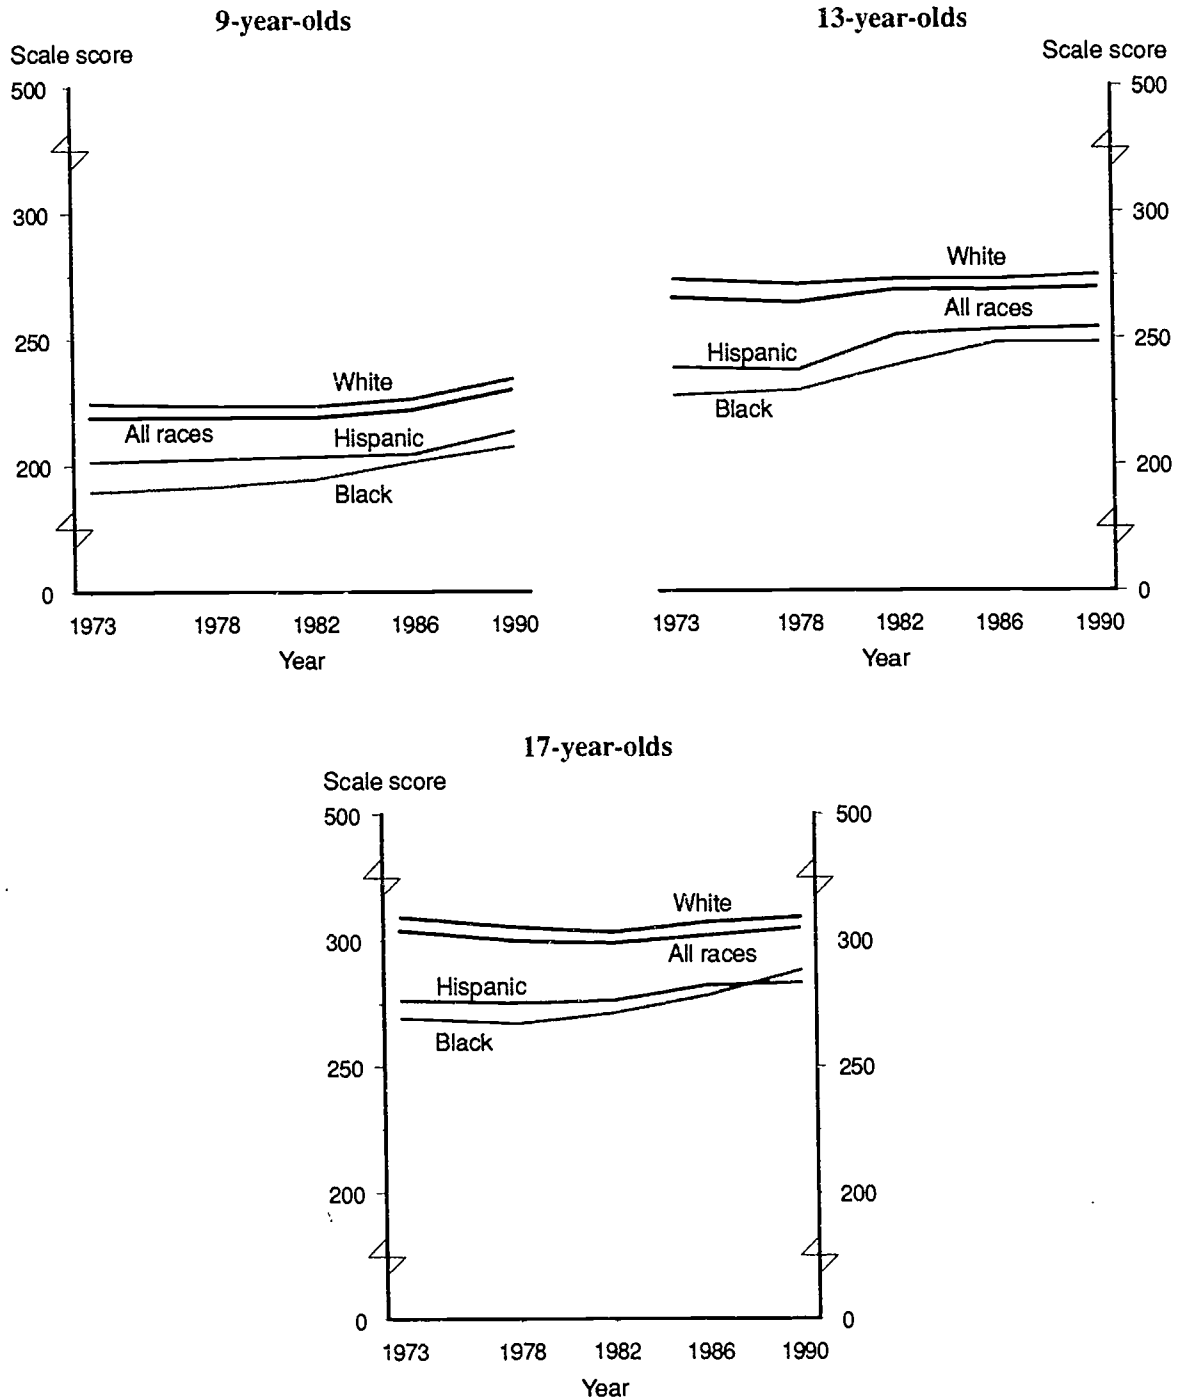 9-year-olds
Scale score
500
300
250
200
0
White
All races
Hispanic
Black
1973 1978 1982 1986 1990
Year
13-year-olds
Scale score
500
300
250
200
0
White
All races
Hispanic
Black
1973 1978 1982 1986 1990
Year
17-year-olds
Scale score
500 500
White
300 300
All races
Hispanic
Black
250 250
200 200
0 0
1973 1978 1982 1986 1990
Year